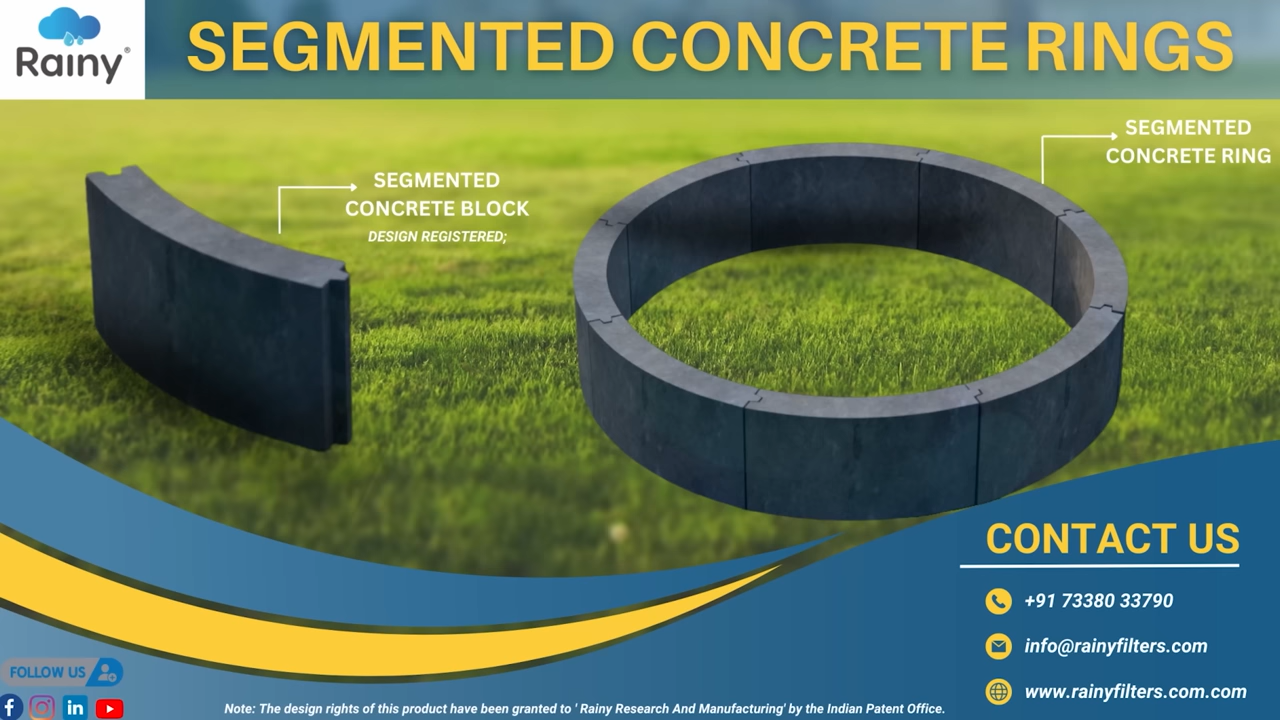 Rainy®
SEGMENTED CONCRETE RINGS
SEGMENTED
CONCRETE BLOCK
DESIGN REGISTERED;
SEGMENTED
CONCRETE RING
CONTACT US
+91 73380 33790
info@rainyfilters.com
www.rainyfilters.com.com
FOLLOW US
Note: The design rights of this product have been granted to ' Rainy Research And Manufacturing' by the Indian Patent Office.